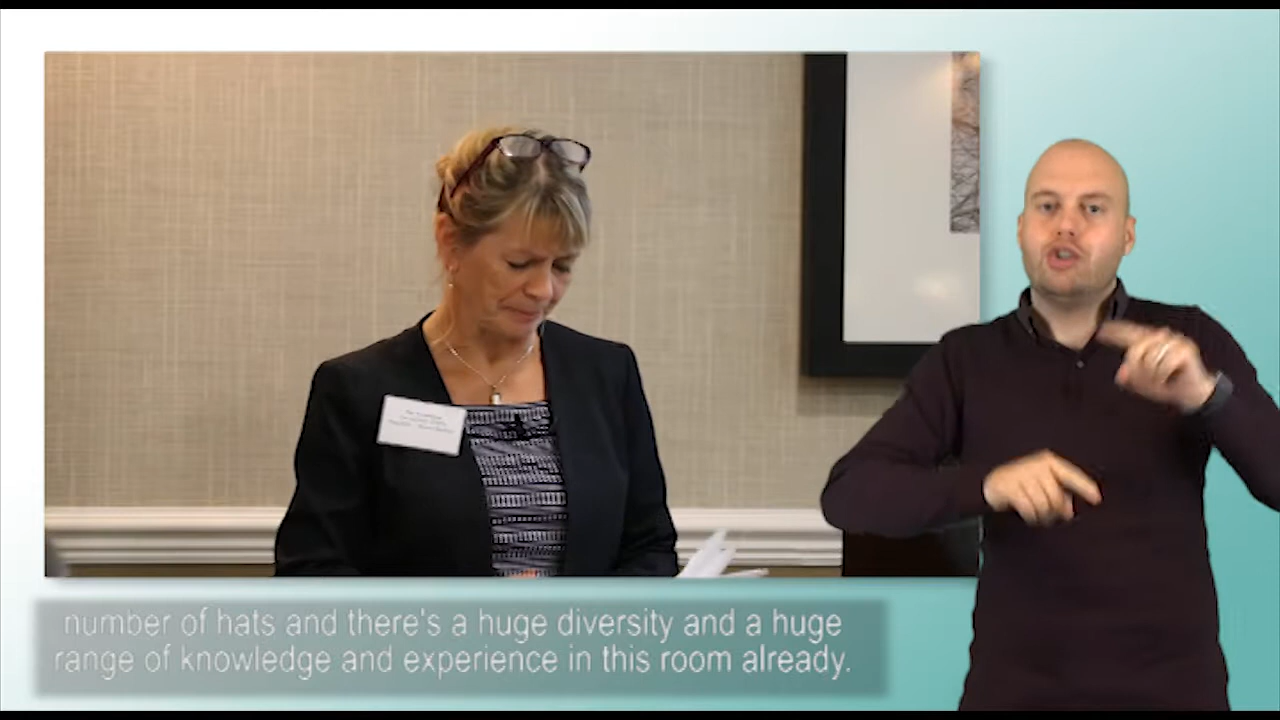 number of hats and there's a huge diversity and a huge
range of knowledge and experience in this room already.